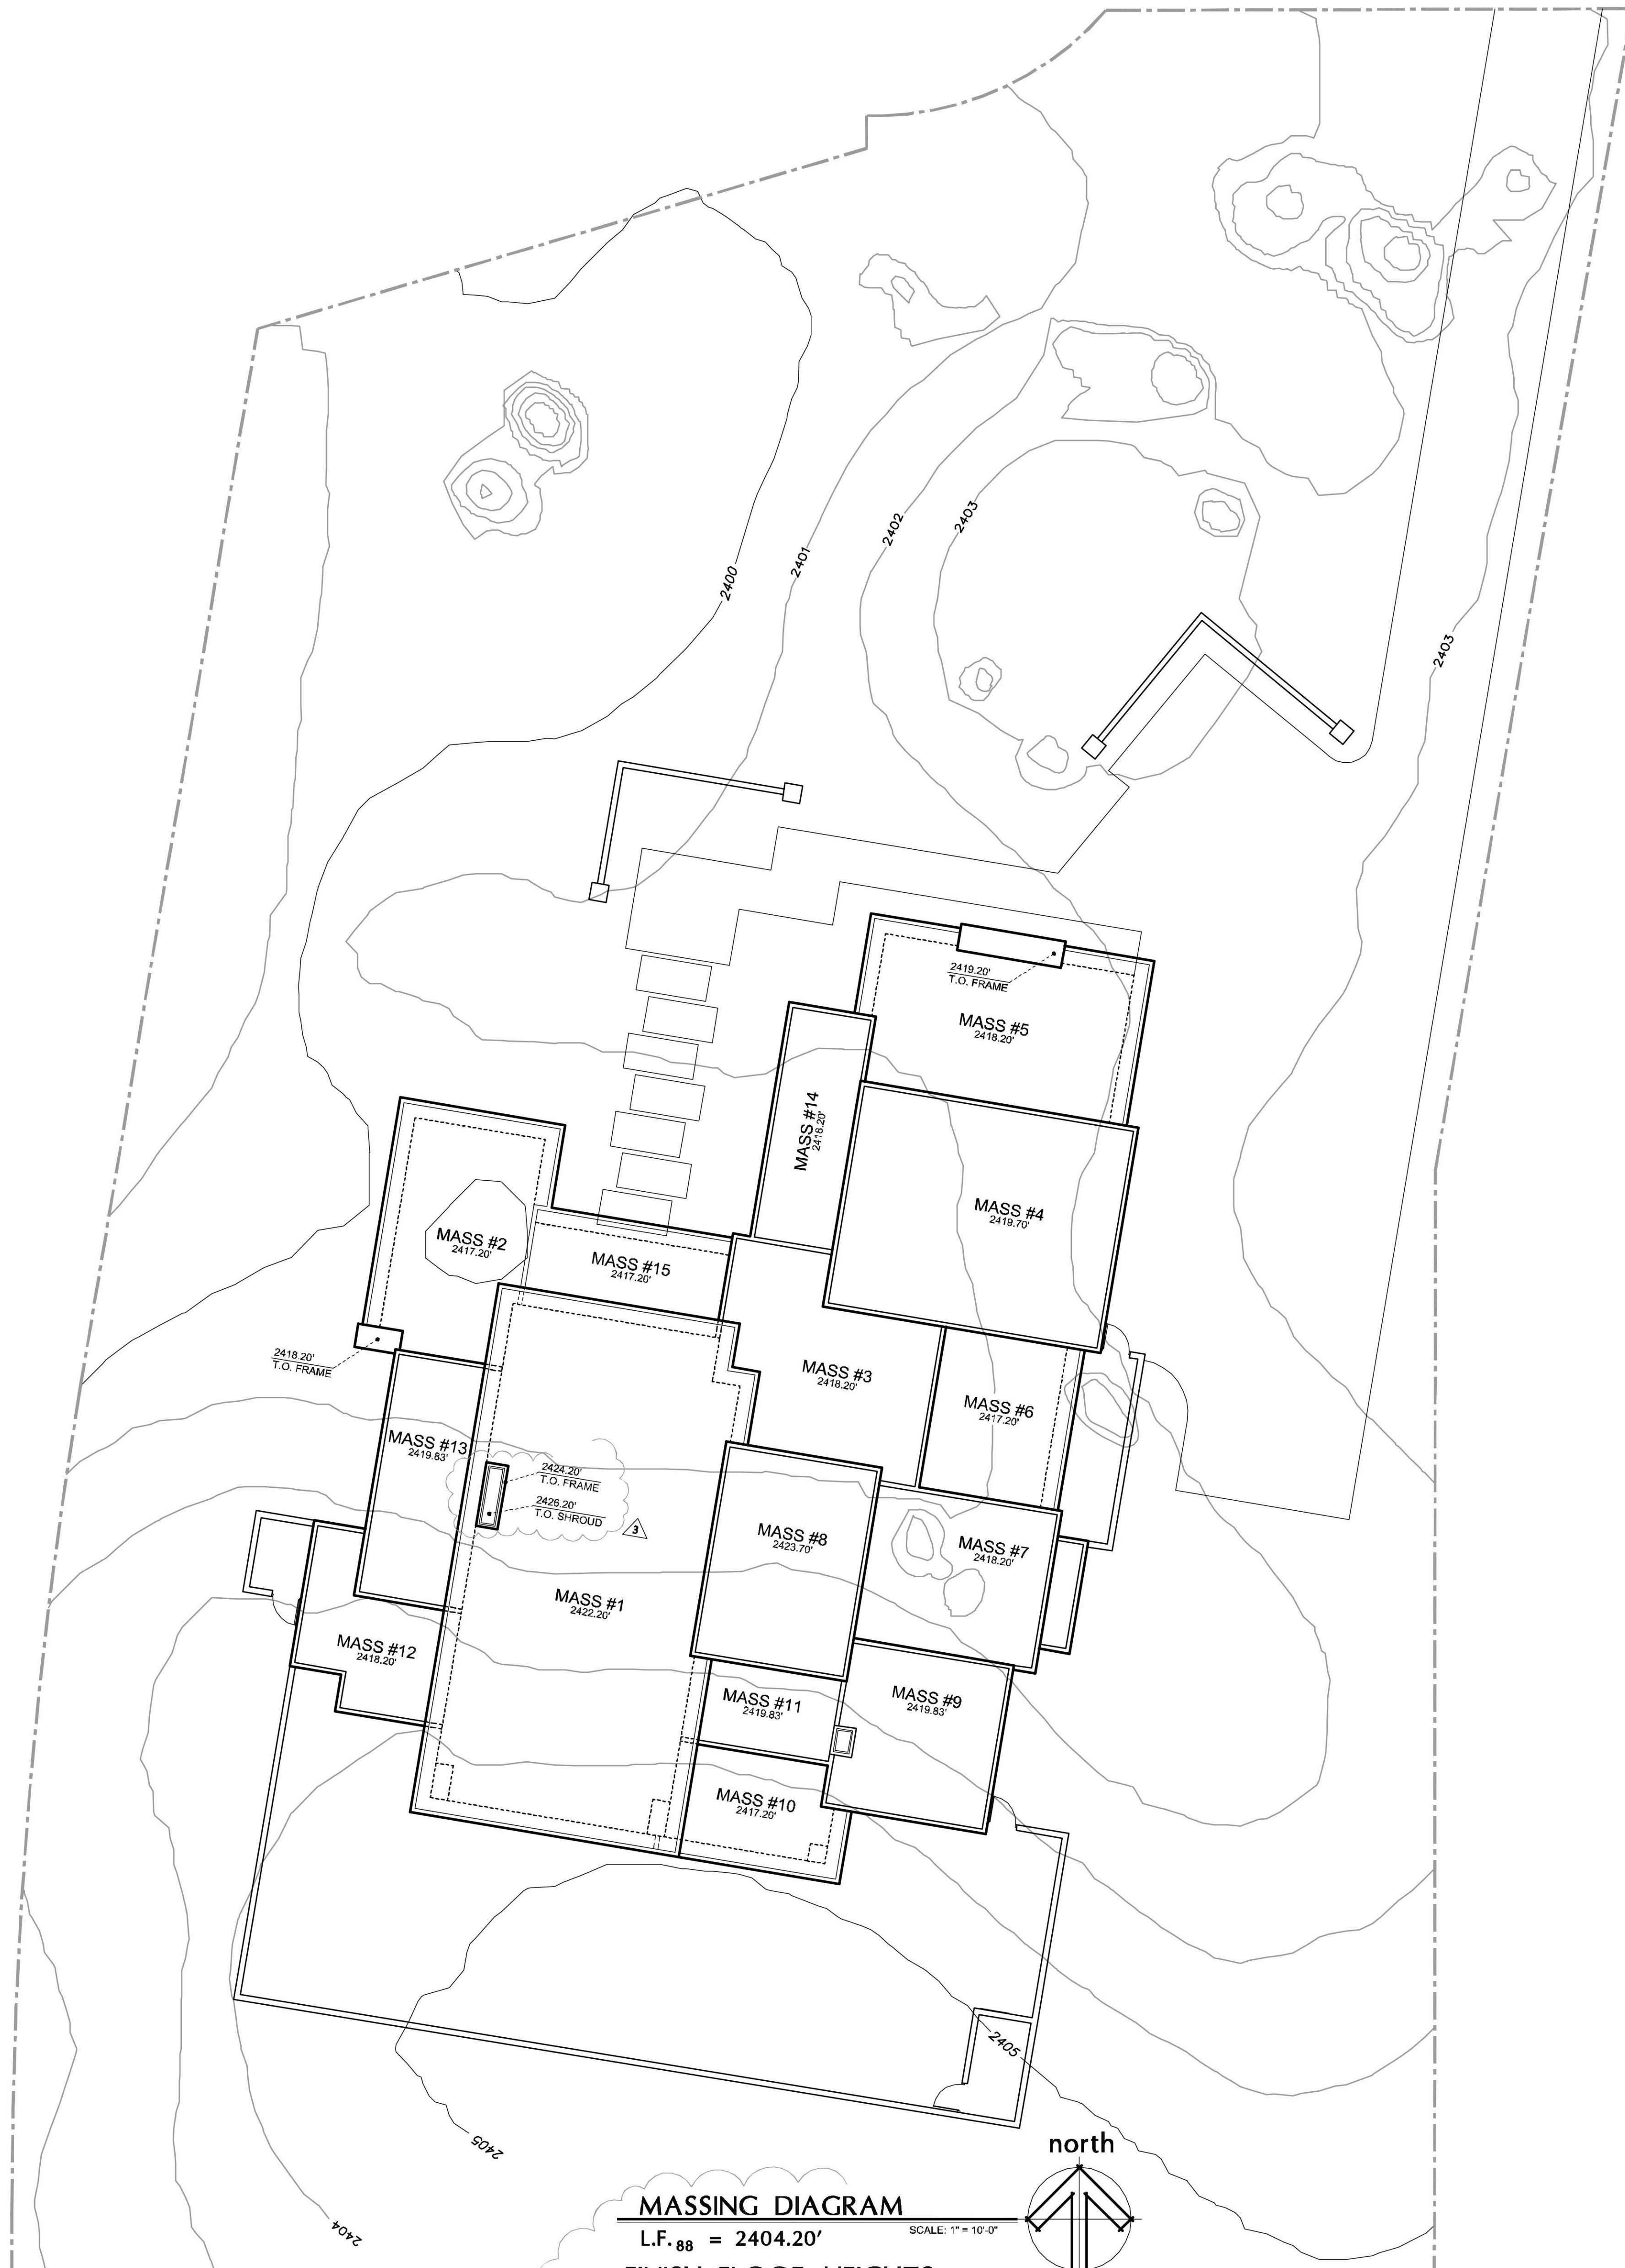 2402
2403
2401
2400
2403
2419.20'
T.O. FRAME
MASS #5
2418.20'
MASS #14
2418.20'
MASS #4
2419.70'
MASS #2
2417.20'
MASS #15
2417.20'
2418.20'
T.O. FRAME
MASS #3
2418.20'
MASS #6
2417.20'
MASS #13
2419.83'
2424.20'
T.O. FRAME
2426.20'
T.O. SHROUD
3
MASS #8
2423.70'
MASS #7
2418.20'
MASS #1
2422.20'
MASS #12
2418.20'
MASS #11
2419.83'
MASS #9
2419.83'
MASS #10
2417.20'
2405
2405
2404
north
MASSING DIAGRAM
SCALE: 1" = 10'-0"
L.F. 88 = 2404.20'
FINISH FLOOR HEIGHTS